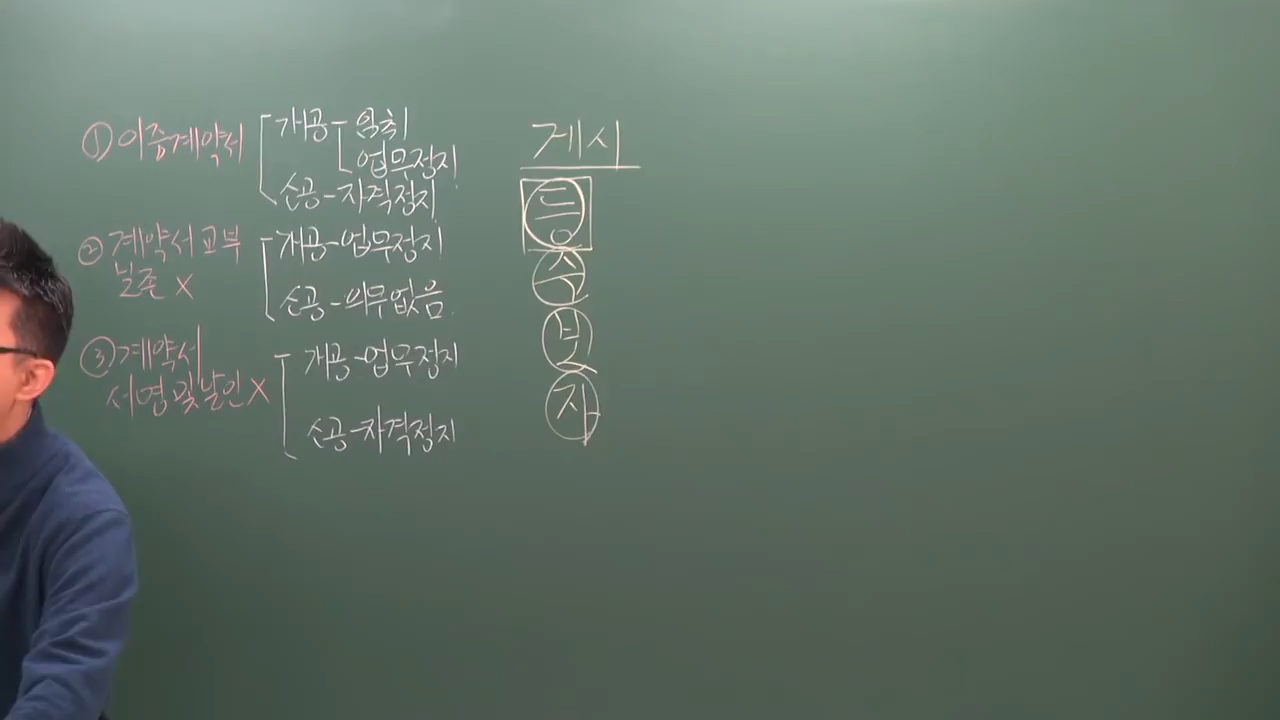 ① 이중계약서
개공 - 임취
업무정지
소공 - 자격정지
② 계약서 교부
보존 X
개공 - 업무정지
소공 - 의무없음
③ 계약서
서명 및 날인 X
개공 - 업무정지
소공 - 자격정지
게시
등
수
보
자